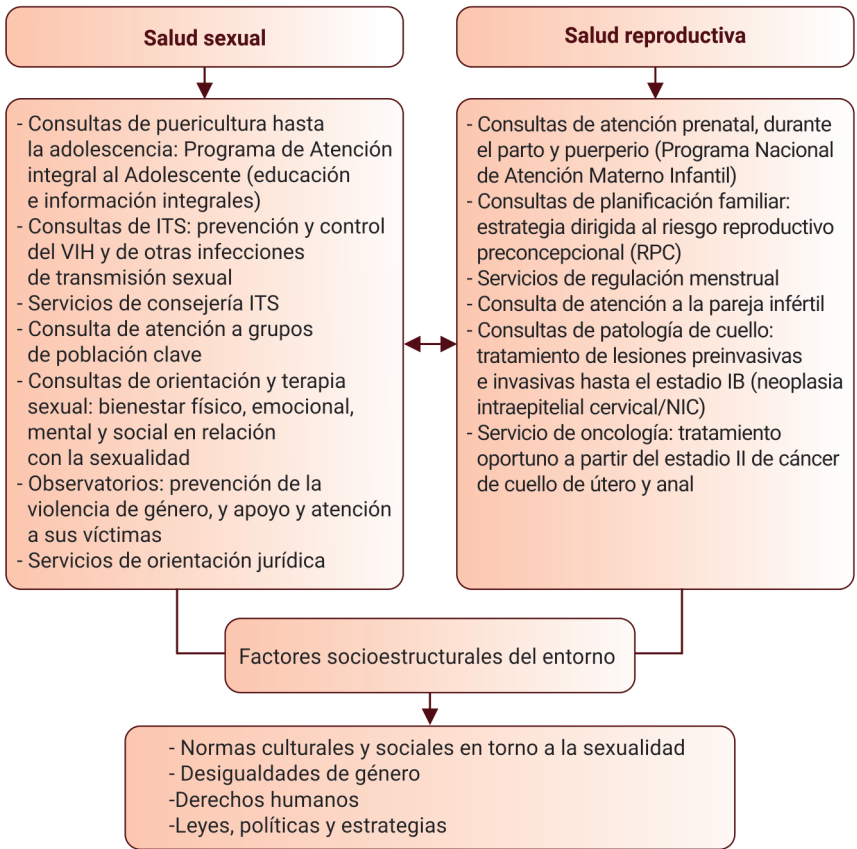 Salud sexual
- Consultas de puericultura hasta
la adolescencia: Programa de Atención
integral al Adolescente (educación
e información integrales)
- Consultas de ITS: prevención y control
del VIH y de otras infecciones
de transmisión sexual
- Servicios de consejería ITS
- Consulta de atención a grupos
de población clave
- Consultas de orientación y terapia
sexual: bienestar físico, emocional,
mental y social en relación
con la sexualidad
- Observatorios: prevención de la
violencia de género, y apoyo y atención
a sus víctimas
- Servicios de orientación jurídica
Salud reproductiva
- Consultas de atención prenatal, durante
el parto y puerperio (Programa Nacional
de Atención Materno Infantil)
- Consultas de planificación familiar:
estrategia dirigida al riesgo reproductivo
preconcepcional (RPC)
- Servicios de regulación menstrual
- Consulta de atención a la pareja infértil
- Consultas de patología de cuello:
tratamiento de lesiones preinvasivas
e invasivas hasta el estadio IB (neoplasia
intraepitelial cervical/NIC)
- Servicio de oncología: tratamiento
oportuno a partir del estadio II de cáncer
de cuello de útero y anal
Factores socioestructurales del entorno
- Normas culturales y sociales en torno a la sexualidad
- Desigualdades de género
-Derechos humanos
-Leyes, políticas y estrategias